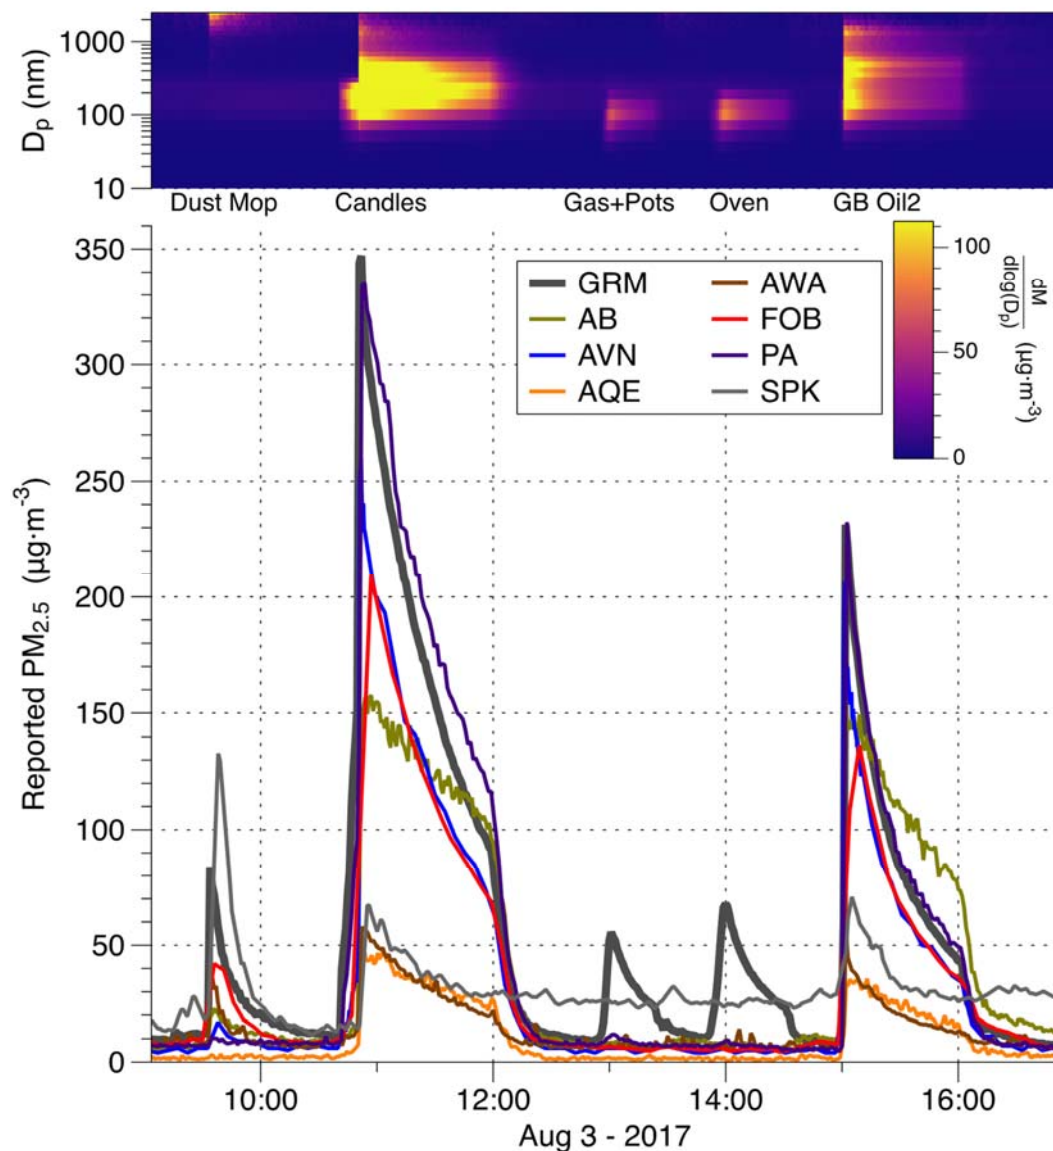 1000
100
10
Dp (nm)
Dust Mop
Candles
Gas+Pots
Oven
GB Oil2
350
300
250
200
150
100
50
0
Reported PM2.5 (µg·m-3)
GRM
AB
AVN
AQE
AWA
FOB
PA
SPK
100
50
0
dM
dlog(Dp)
(µg·m-3)
10:00
12:00
14:00
16:00
Aug 3 - 2017